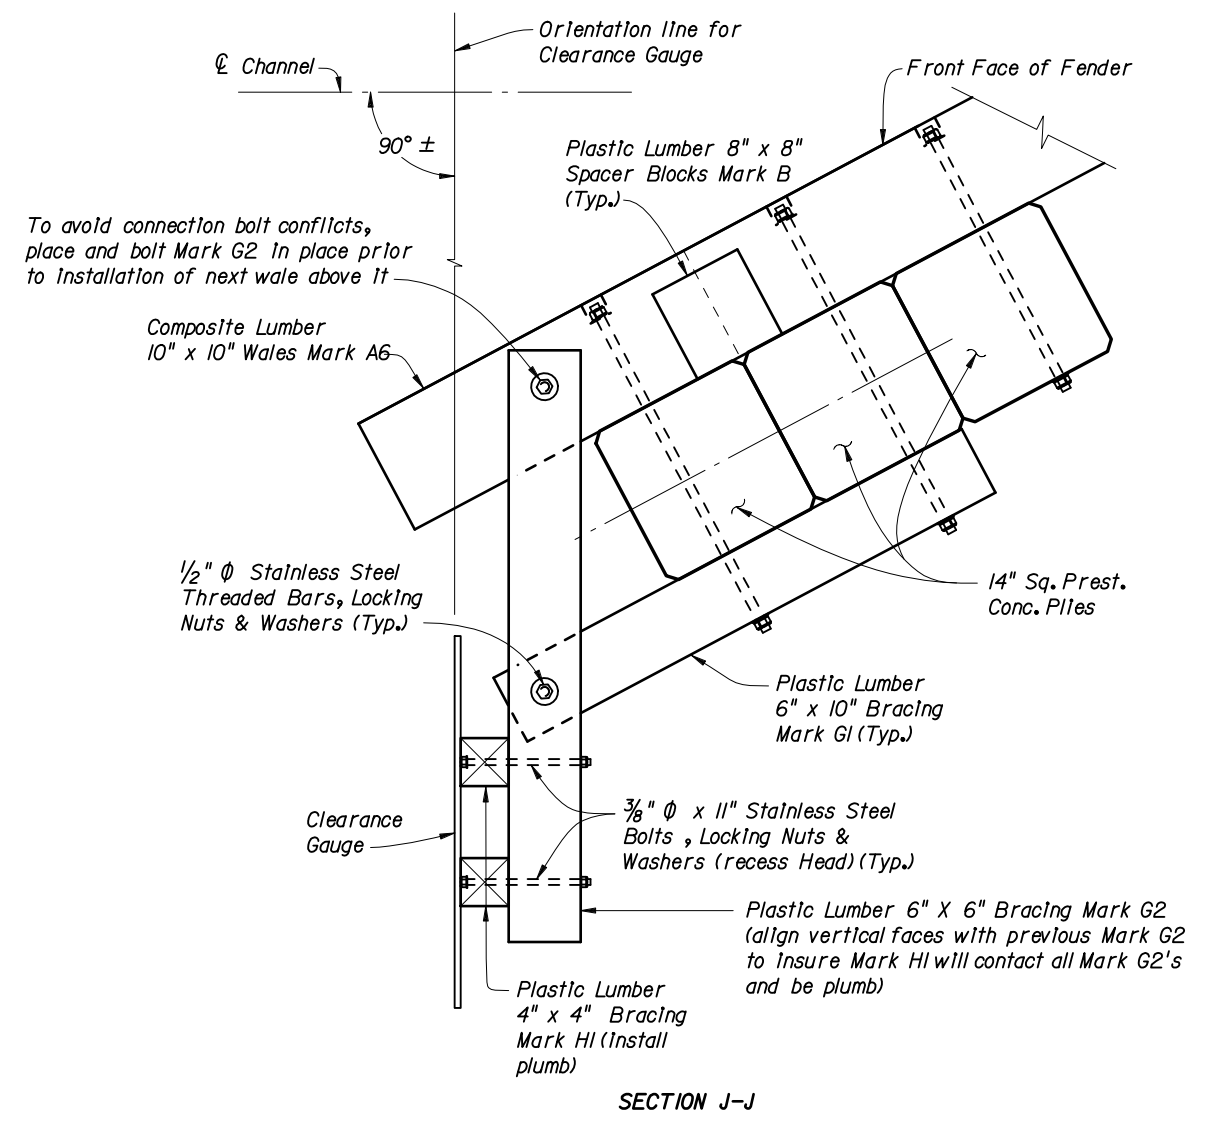 Orientation line for
Clearance Gauge
℄ Channel
Front Face of Fender
90° ±
Plastic Lumber 8" x 8"
Spacer Blocks Mark B
(Typ.)
To avoid connection bolt conflicts,
place and bolt Mark G2 in place prior
to installation of next wale above it
Composite Lumber
10" x 10" Wales Mark A6
1/2" ϕ Stainless Steel
Threaded Bars, Locking
Nuts & Washers (Typ.)
14" Sq. Prest.
Conc. Plies
Plastic Lumber
6" x 10" Bracing
Mark G1 (Typ.)
3/8" ϕ x 11" Stainless Steel
Bolts , Locking Nuts &
Washers (recess Head) (Typ.)
Clearance
Gauge
Plastic Lumber 6" X 6" Bracing Mark G2
(align vertical faces with previous Mark G2
to insure Mark H1 will contact all Mark G2's
and be plumb)
Plastic Lumber
4" x 4" Bracing
Mark H1 (install
plumb)
SECTION J-J